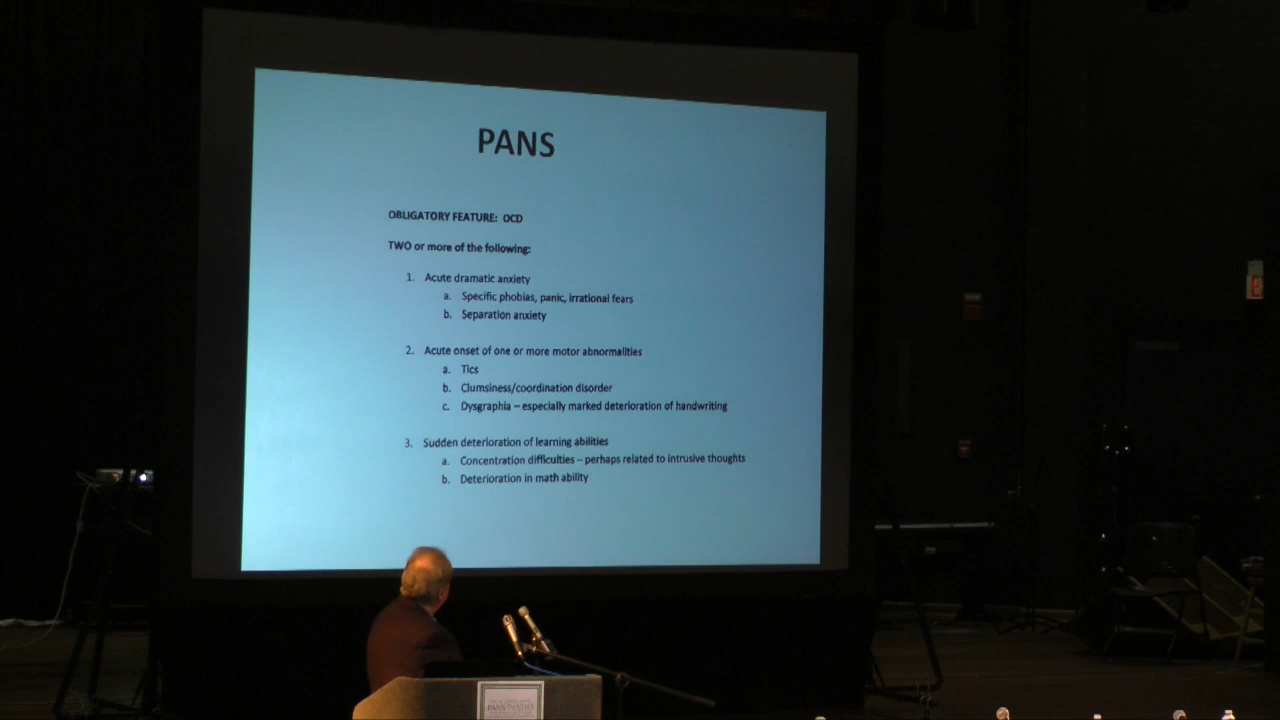 PANS
OBLIGATORY FEATURE: OCD
TWO or more of the following:
1. Acute dramatic anxiety
a. Specific phobias, panic, irrational fears
b. Separation anxiety
2. Acute onset of one or more motor abnormalities
a. Tics
b. Clumsiness/coordination disorder
c. Dysgraphia – especially marked deterioration of handwriting
3. Sudden deterioration of learning abilities
a. Concentration difficulties – perhaps related to intrusive thoughts
b. Deterioration in math ability
PANS/PANDAS